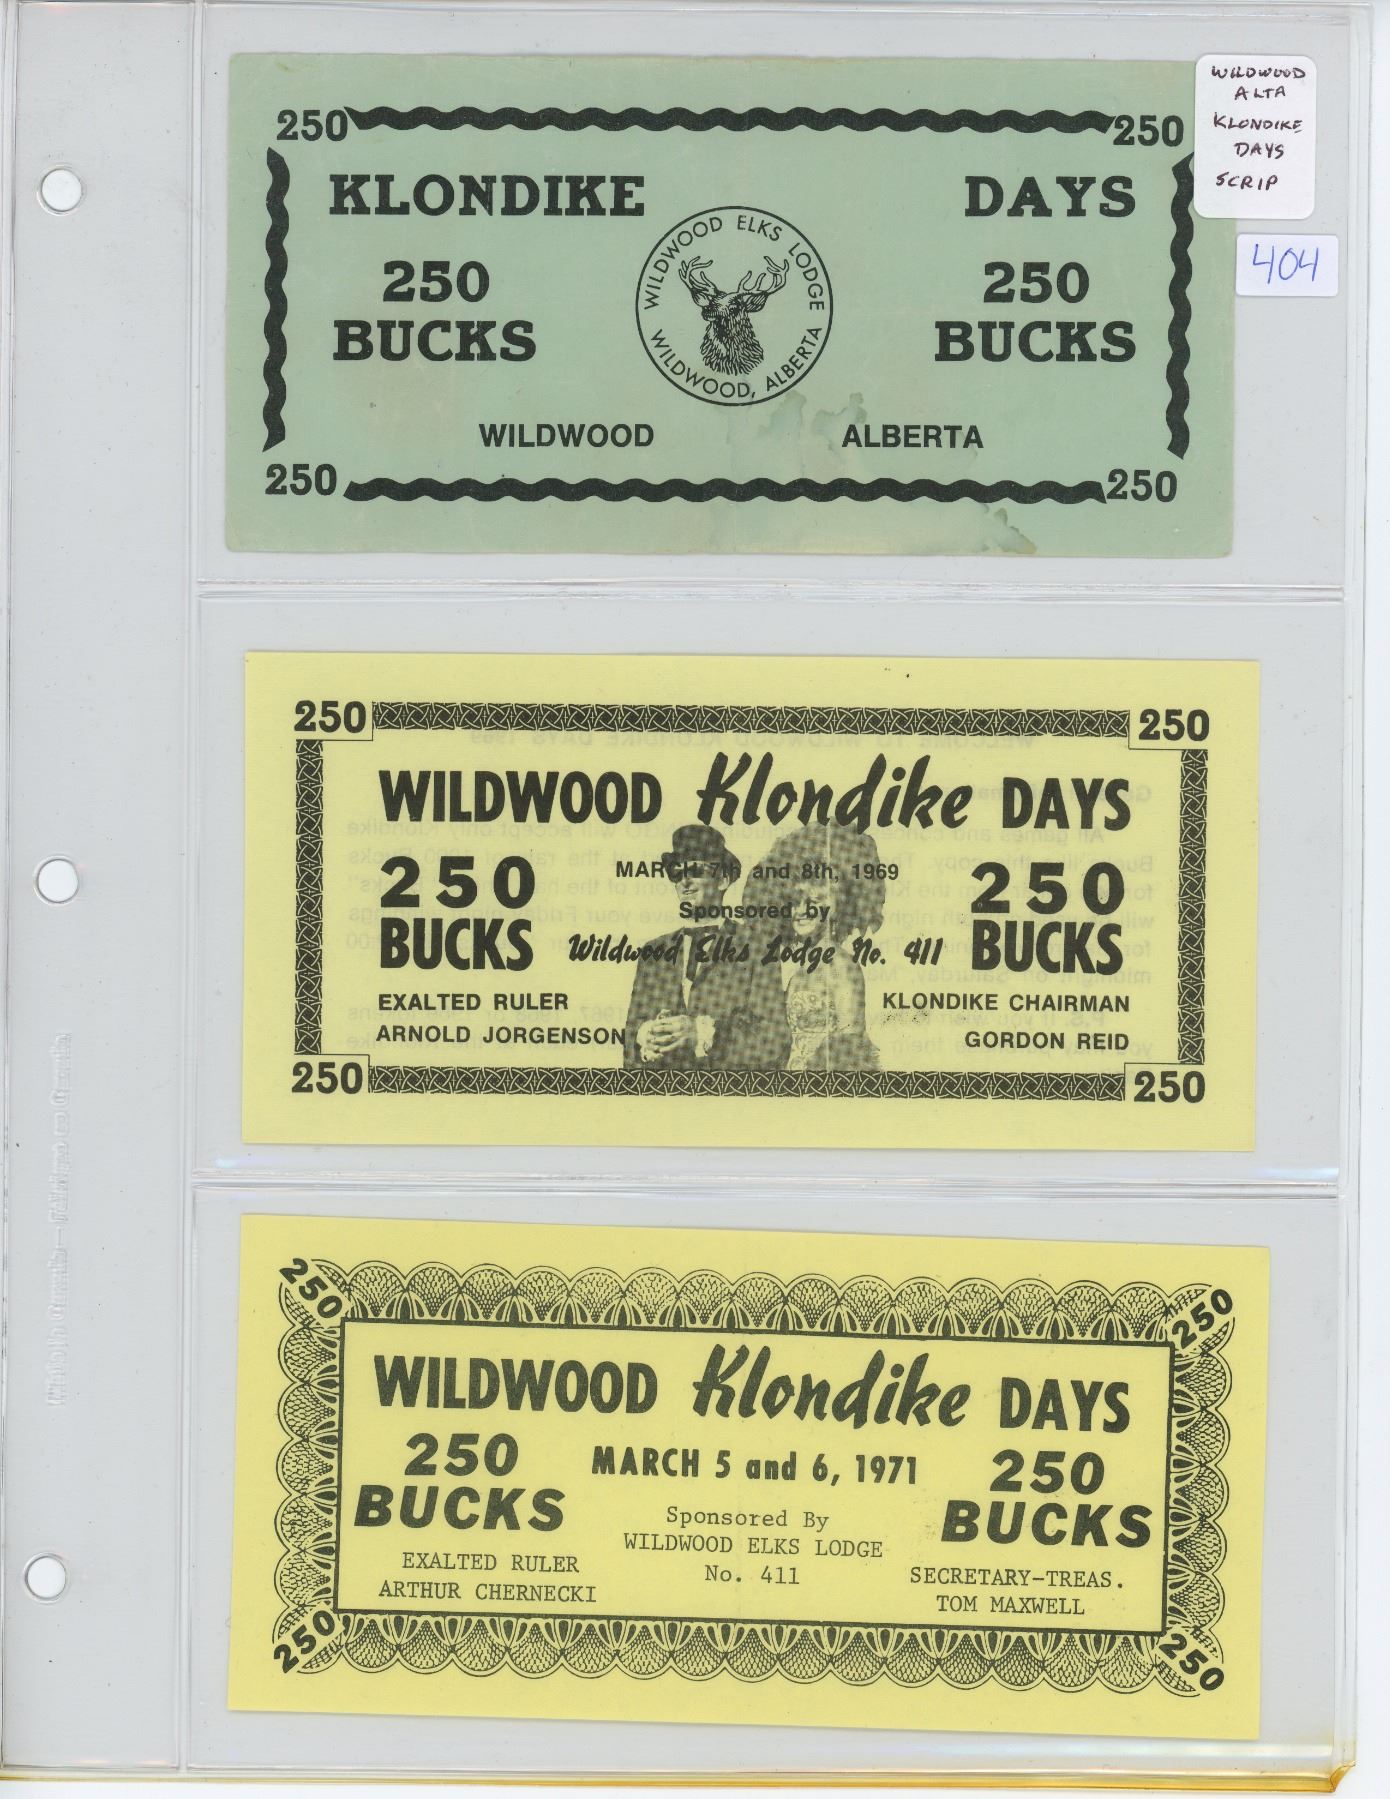 WILDWOOD
ALTA
KLONDIKE
DAYS
SCRIP
404
250 250
KLONDIKE DAYS
250 250
BUCKS BUCKS
WILDWOOD ELKS LODGE
WILDWOOD, ALBERTA
WILDWOOD ALBERTA
250 250
250 250
WILDWOOD Klondike DAYS
250 MARCH 7th and 8th, 1969 250
Sponsored by
BUCKS Wildwood Elks Lodge No. 411 BUCKS
EXALTED RULER KLONDIKE CHAIRMAN
ARNOLD JORGENSON GORDON REID
250 250
250 250
WILDWOOD Klondike DAYS
250 MARCH 5 and 6, 1971 250
BUCKS Sponsored By BUCKS
WILDWOOD ELKS LODGE
No. 411
EXALTED RULER SECRETARY-TREAS.
ARTHUR CHERNECKI TOM MAXWELL
250 250